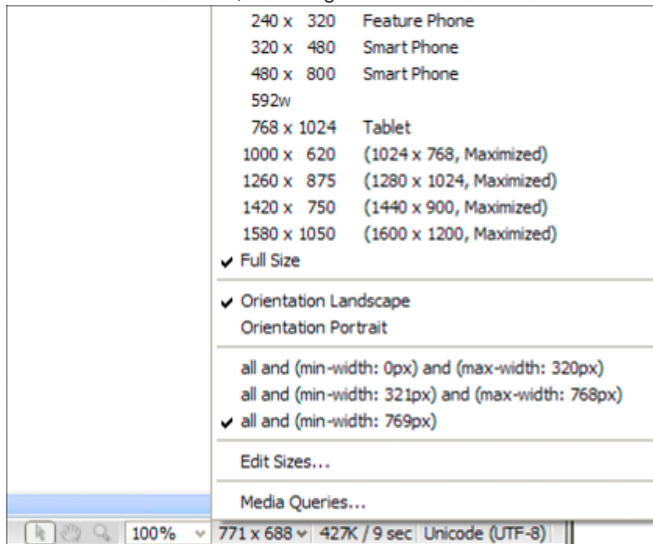 240 x 320 Feature Phone
320 x 480 Smart Phone
480 x 800 Smart Phone
592w
768 x 1024 Tablet
1000 x 620 (1024 x 768, Maximized)
1260 x 875 (1280 x 1024, Maximized)
1420 x 750 (1440 x 900, Maximized)
1580 x 1050 (1600 x 1200, Maximized)
Full Size
Orientation Landscape
Orientation Portrait
all and (min-width: 0px) and (max-width: 320px)
all and (min-width: 321px) and (max-width: 768px)
all and (min-width: 769px)
Edit Sizes...
Media Queries...
100% 771 x 688 427K / 9 sec Unicode (UTF-8)